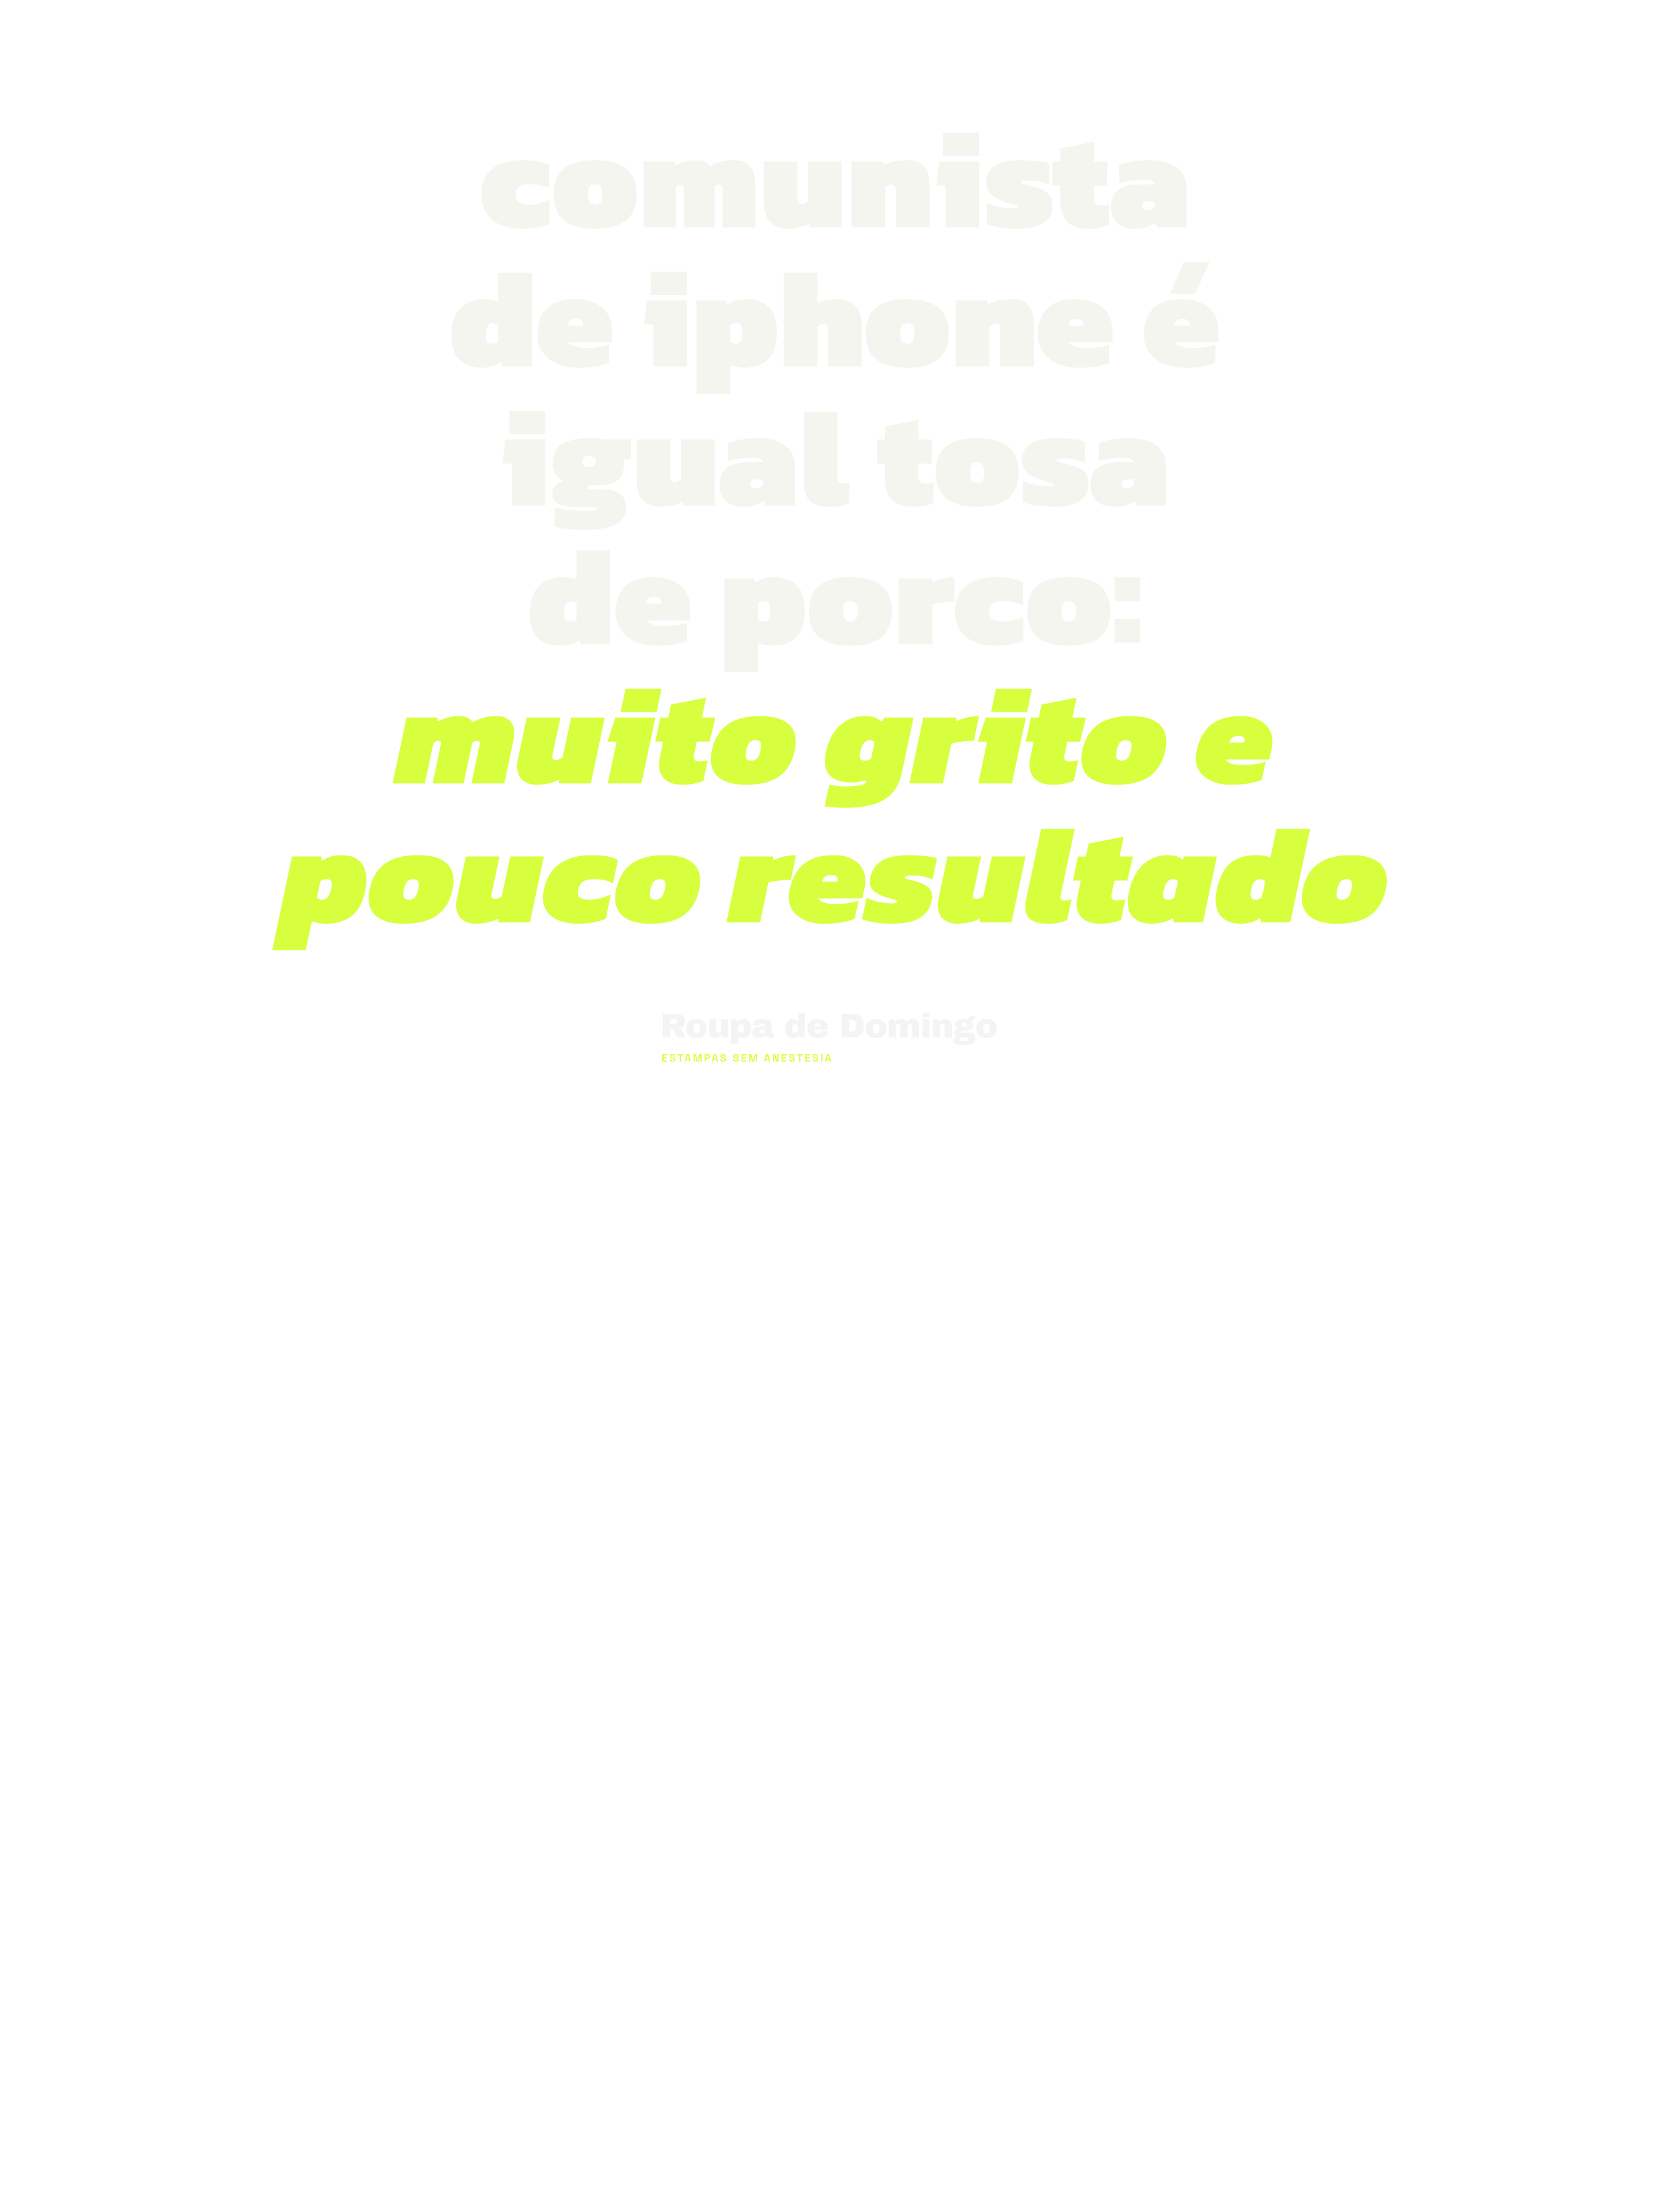 comunista
de iphone é
igual tosa
de porco:
muito grito e
pouco resultado
Roupa de Domingo
ESTAMPAS SEM ANESTESIA